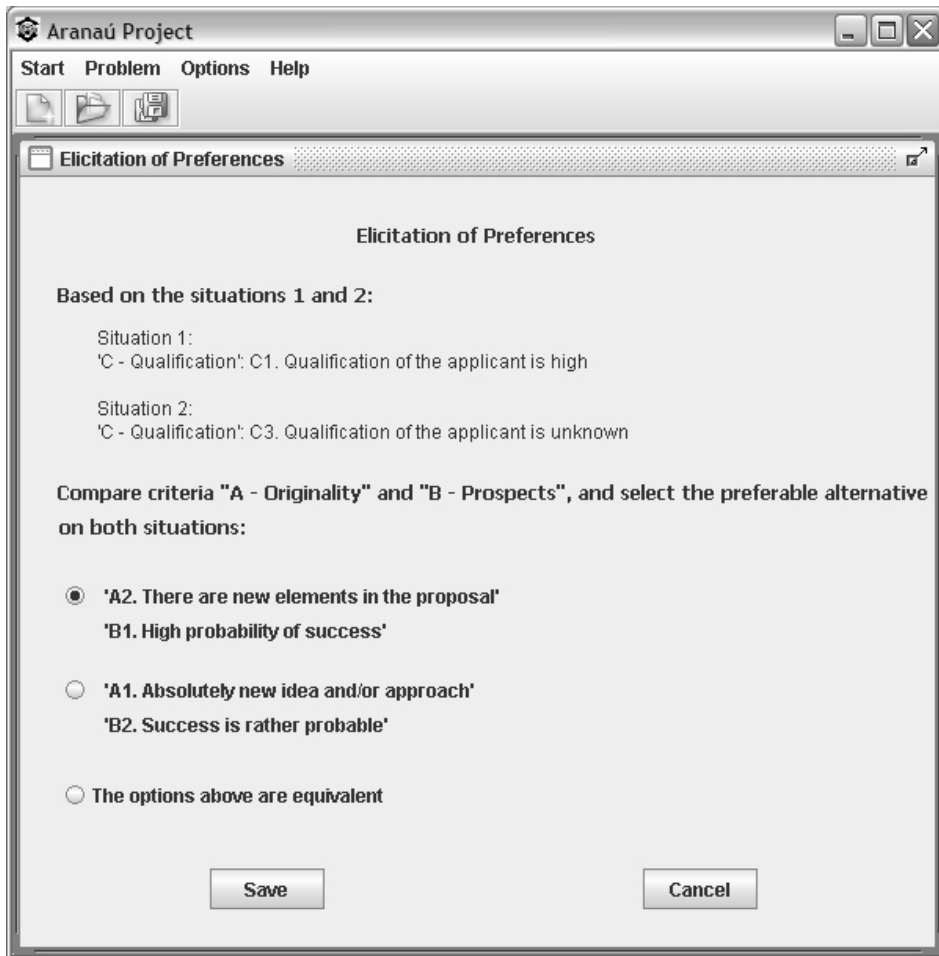 Aranaú Project
Start Problem Options Help
Elicitation of Preferences
Elicitation of Preferences
Based on the situations 1 and 2:
Situation 1:
'C - Qualification': C1. Qualification of the applicant is high
Situation 2:
'C - Qualification': C3. Qualification of the applicant is unknown
Compare criteria "A - Originality" and "B - Prospects", and select the preferable alternative
on both situations:
'A2. There are new elements in the proposal'
'B1. High probability of success'
'A1. Absolutely new idea and/or approach'
'B2. Success is rather probable'
The options above are equivalent
Save Cancel